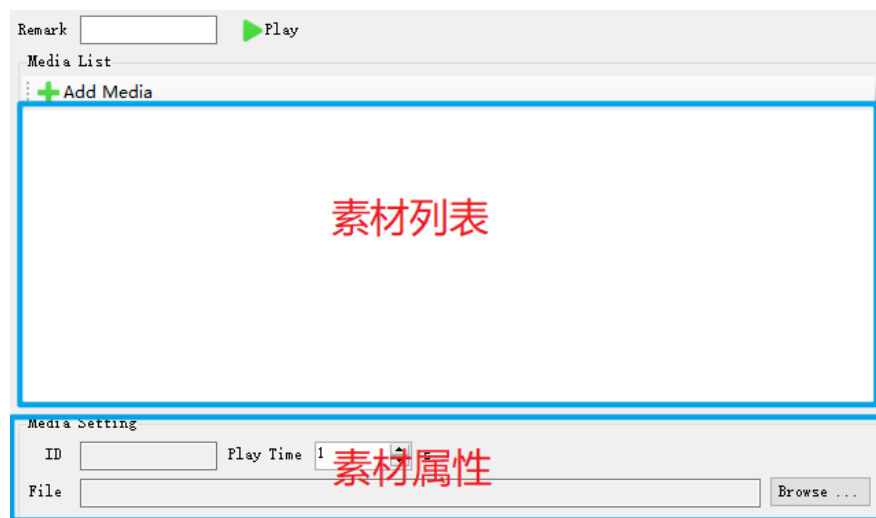 Remark Play
Media List
Add Media
素材列表
Media Setting
ID Play Time 1
素材属性
File Browse ...